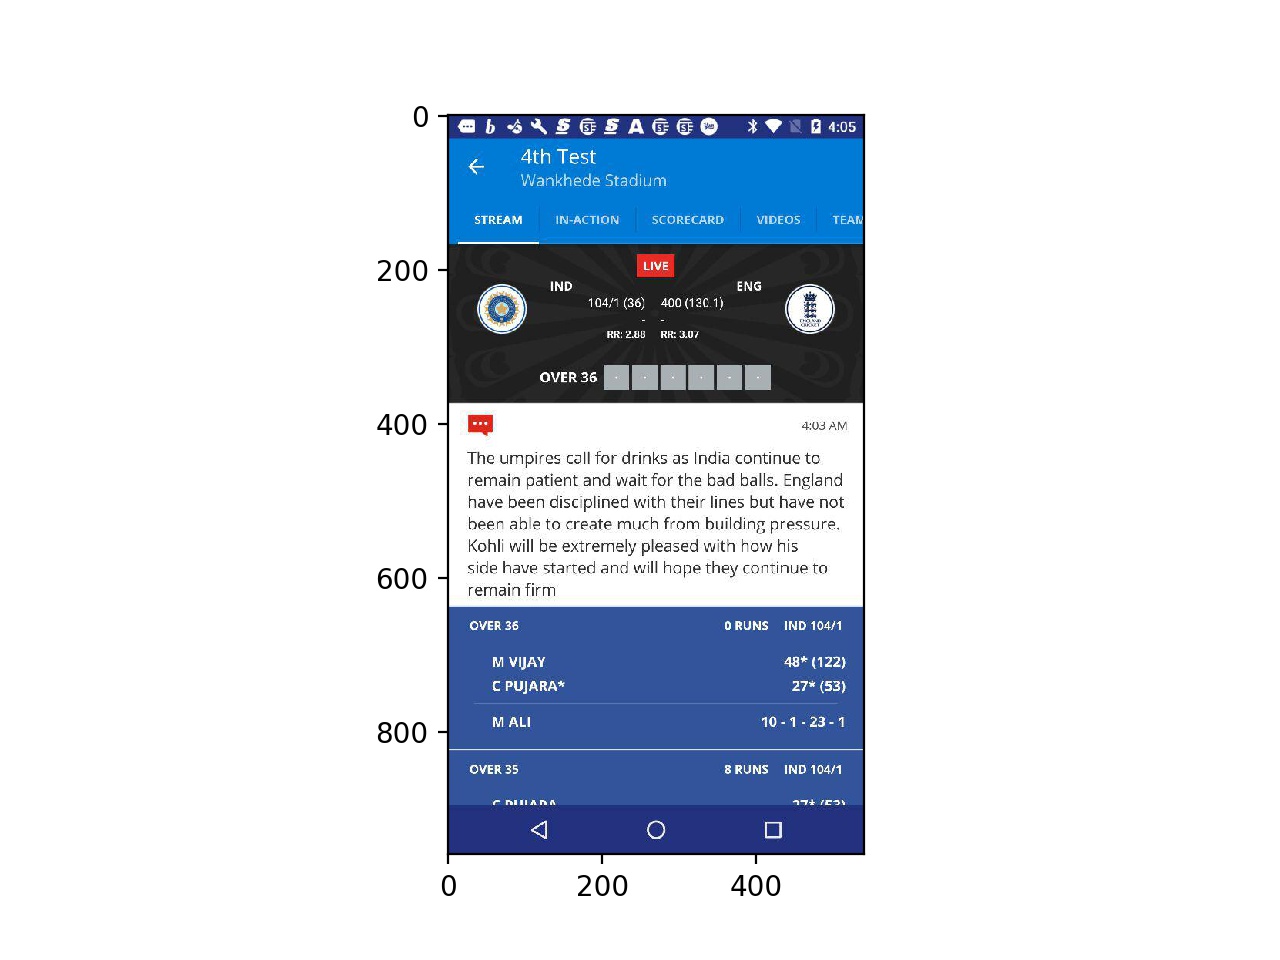 0
200
400
600
800
0
200
400
4:05
4th Test
Wankhede Stadium
STREAM
IN-ACTION
SCORECARD
VIDEOS
TEAM
LIVE
IND
ENG
104/1 (36)
400 (130.1)
-
-
RR: 2.88
RR: 3.07
OVER 36
4:03 AM
The umpires call for drinks as India continue to
remain patient and wait for the bad balls. England
have been disciplined with their lines but have not
been able to create much from building pressure.
Kohli will be extremely pleased with how his
side have started and will hope they continue to
remain firm
OVER 36 0 RUNS IND 104/1
M VIJAY 48* (122)
C PUJARA* 27* (53)
M ALI 10 - 1 - 23 - 1
OVER 35 8 RUNS IND 104/1
C PUJARA 27* (53)